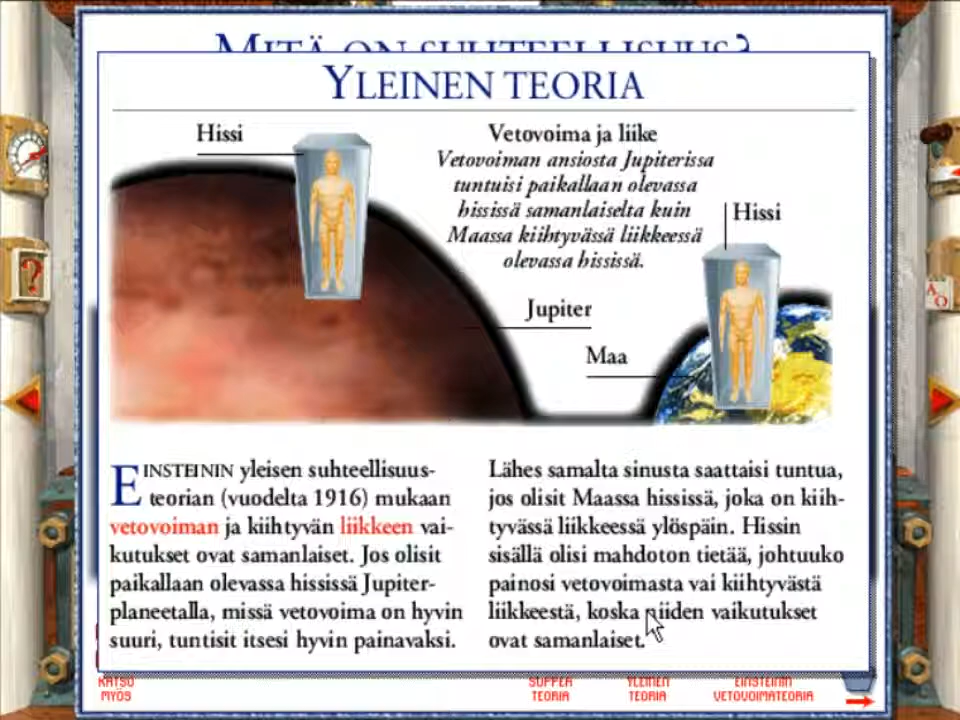 MITÄ ON SUHTEELLISUUS?
YLEINEN TEORIA
Hissi
Vetovoima ja liike
Vetovoiman ansiosta Jupiterissa
tuntuisi paikallaan olevassa
hississä samanlaiselta kuin
Maassa kiihtyvässä liikkeessä
olevassa hississä.
Hissi
Jupiter
Maa
EINSTEININ yleisen suhteellisuus-
teorian (vuodelta 1916) mukaan
vetovoiman ja kiihtyvän liikkeen vai-
kutukset ovat samanlaiset. Jos olisit
paikallaan olevassa hississä Jupiter-
planeetalla, missä vetovoima on hyvin
suuri, tuntisit itsesi hyvin painavaksi.
Lähes samalta sinusta saattaisi tuntua,
jos olisit Maassa hississä, joka on kiih-
tyvässä liikkeessä ylöspäin. Hissin
sisällä olisi mahdoton tietää, johtuuko
painosi vetovoimasta vai kiihtyvästä
liikkeestä, koska niiden vaikutukset
ovat samanlaiset.
KATSO
MYÖS
SUPPEA
TEORIA
YLEINEN
TEORIA
EINSTEININ
VETOVOIMATEORIA
?
A
O